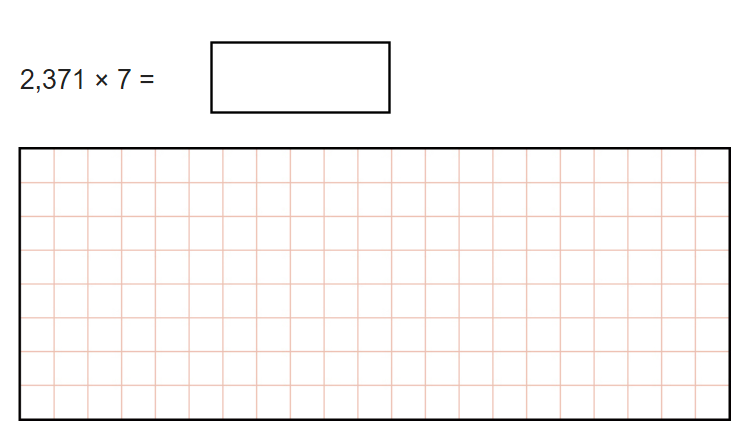 2,371 × 7 =